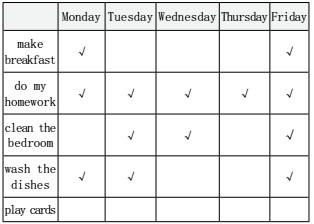 Monday Tuesday Wednesday Thursday Friday
make breakfast √ √
do my homework √ √ √ √ √
clean the bedroom √ √ √
wash the dishes √ √ √
play cards